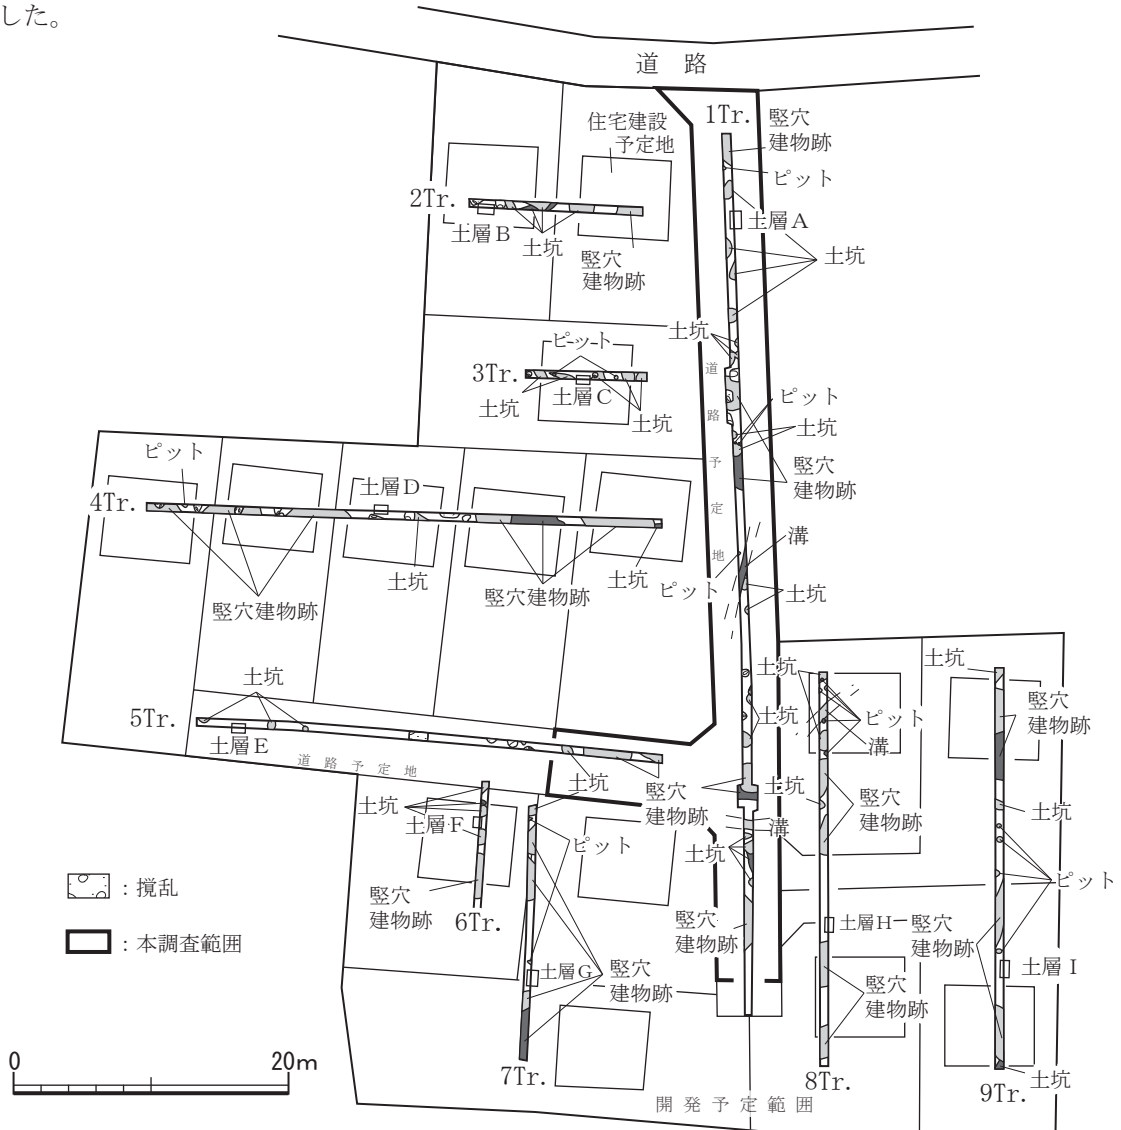 した。
道 路
1Tr.
竪穴
建物跡
住宅建設
予定地
ピット
2Tr.
土層B
土坑
竪穴
建物跡
土層A
土坑
土坑
ピット
3Tr.
土層C
土坑
土坑
道路予定地
ピット
土坑
竪穴
建物跡
ピット
4Tr.
土層D
土坑
竪穴建物跡
竪穴建物跡
土坑
溝
ピット
土坑
土坑
5Tr.
土層E
道路予定地
土坑
竪穴
建物跡
土坑
土坑
溝
土坑
竪穴
建物跡
土坑
ピット
溝
竪穴
建物跡
土坑
竪穴
建物跡
土坑
ピット
土坑
土層F
竪穴
建物跡
6Tr.
ピット
土層G
竪穴
建物跡
7Tr.
土層H
竪穴
建物跡
竪穴
建物跡
8Tr.
土層I
土坑
9Tr.
：攪乱
：本調査範囲
0 20m
開発予定範囲